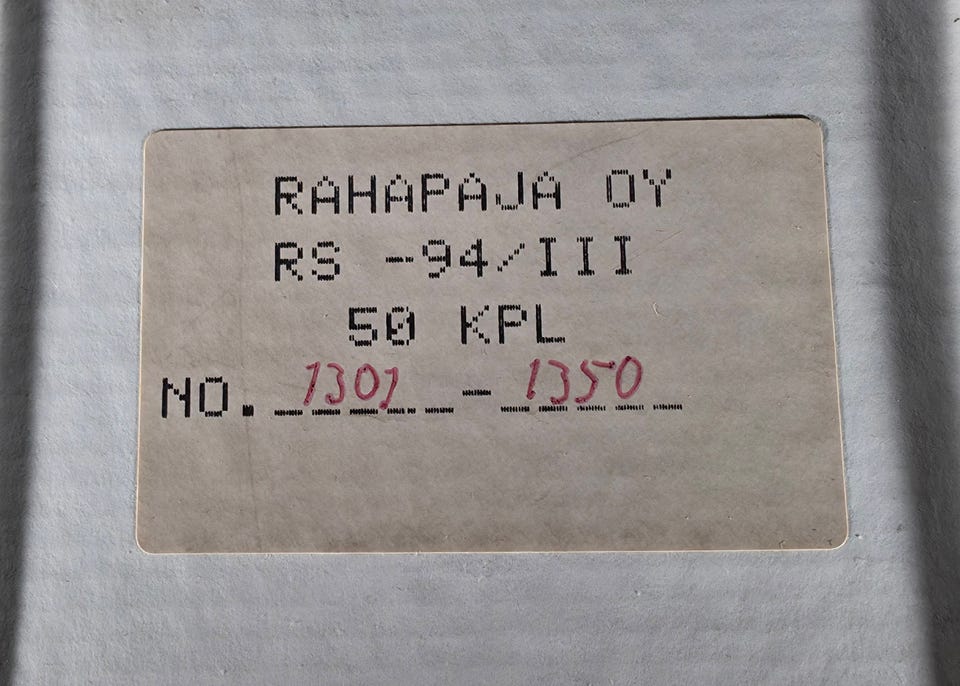 RAHAPAJA OY
RS -94/III
50 KPL
NO. 1301 - 1350